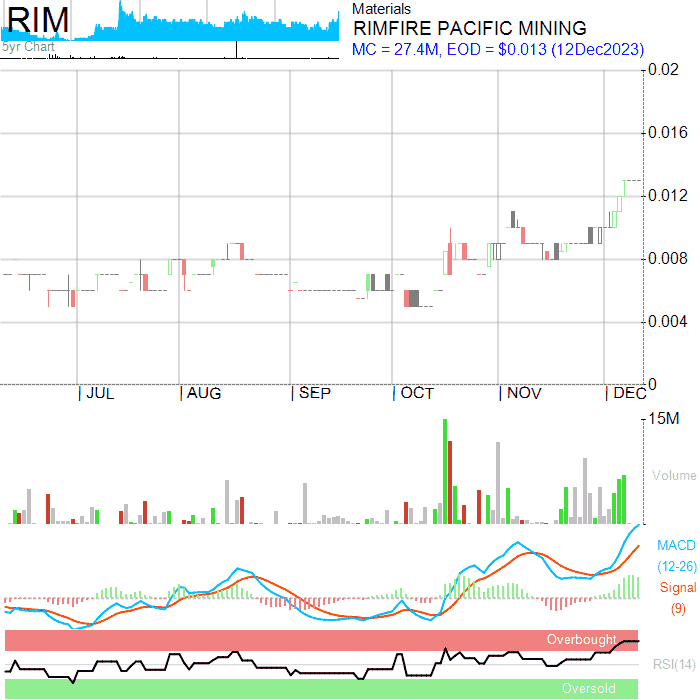 RIM
5yr Chart
Materials
RIMFIRE PACIFIC MINING
MC = 27.4M, EOD = $0.013 (12Dec2023)
0.02
0.016
0.012
0.008
0.004
0
JUL AUG SEP OCT NOV DEC
15M
Volume
MACD
(12-26)
Signal
(9)
Overbought
RSI(14)
Oversold